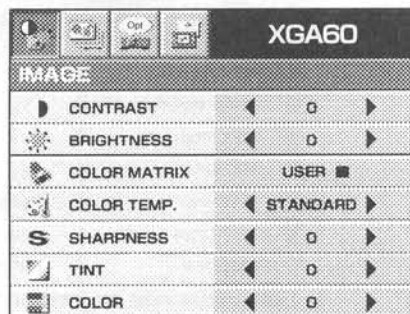 Opt
XGA60
IMAGE
CONTRAST 0
BRIGHTNESS 0
COLOR MATRIX USER
COLOR TEMP. STANDARD
S SHARPNESS 0
TINT 0
COLOR 0